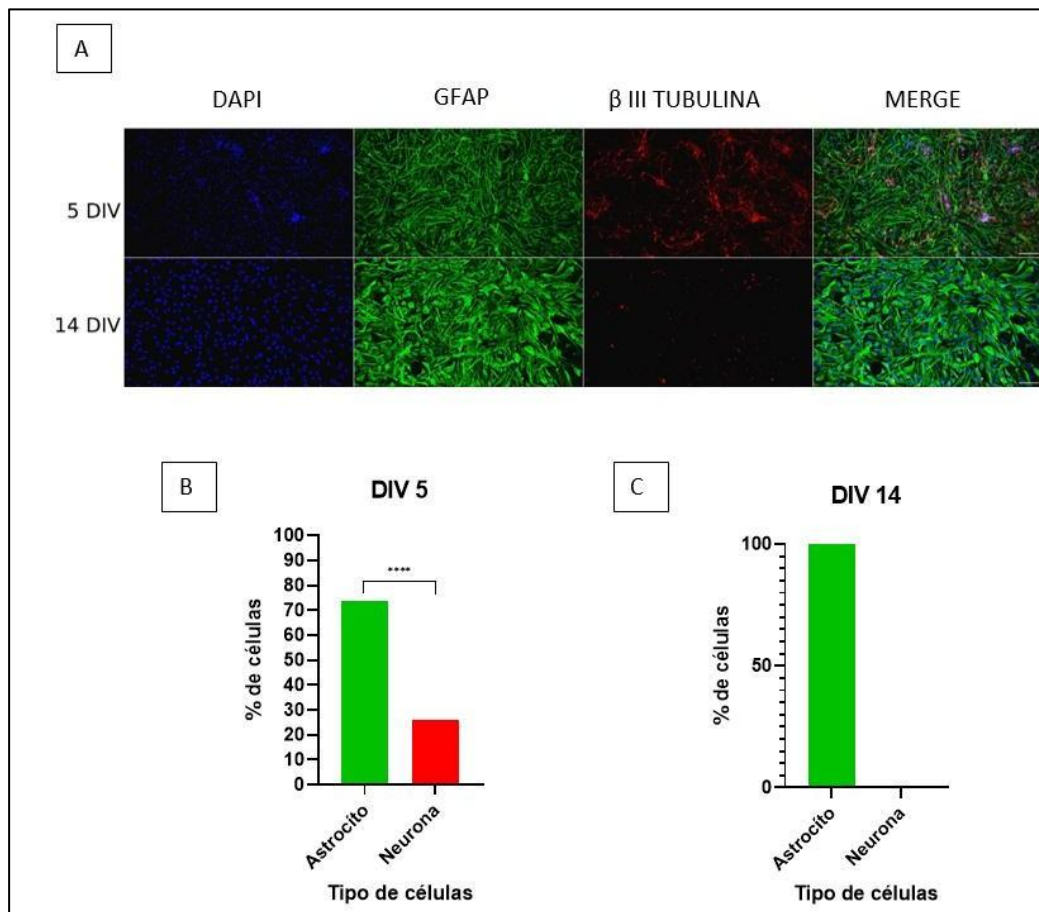 A
DAPI GFAP β III TUBULINA MERGE
5 DIV
14 DIV
B
DIV 5
100
90
80
70
60
50
40
30
20
10
0
% de células
****
Astrocíto Neurona
Tipo de células
C
DIV 14
100
50
0
% de células
Astrocíto Neurona
Tipo de células